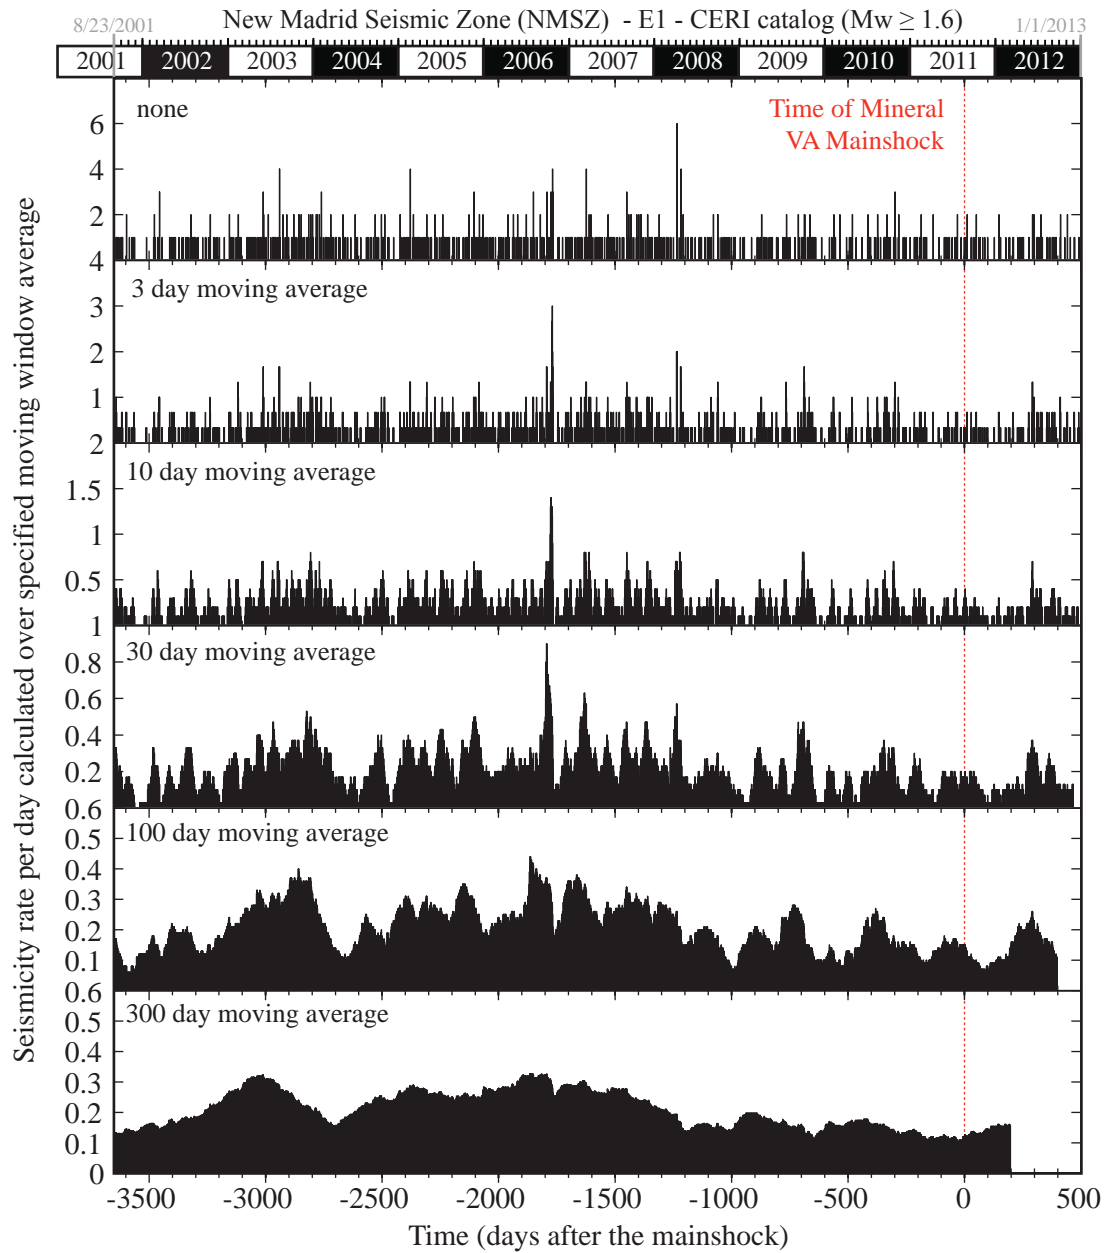 New Madrid Seismic Zone (NMSZ) - E1 - CERI catalog (Mw ≥ 1.6)
8/23/2001 1/1/2013
2001 2002 2003 2004 2005 2006 2007 2008 2009 2010 2011 2012
none
Time of Mineral
VA Mainshock
6
4
2
4
3 day moving average
3
2
1
2
10 day moving average
1.5
1
0.5
1
30 day moving average
0.8
0.6
0.4
0.2
0.6
100 day moving average
0.5
0.4
0.3
0.2
0.1
0.6
300 day moving average
0.5
0.4
0.3
0.2
0.1
0
Seismicity rate per day calculated over specified moving window average
-3500 -3000 -2500 -2000 -1500 -1000 -500 0 500
Time (days after the mainshock)